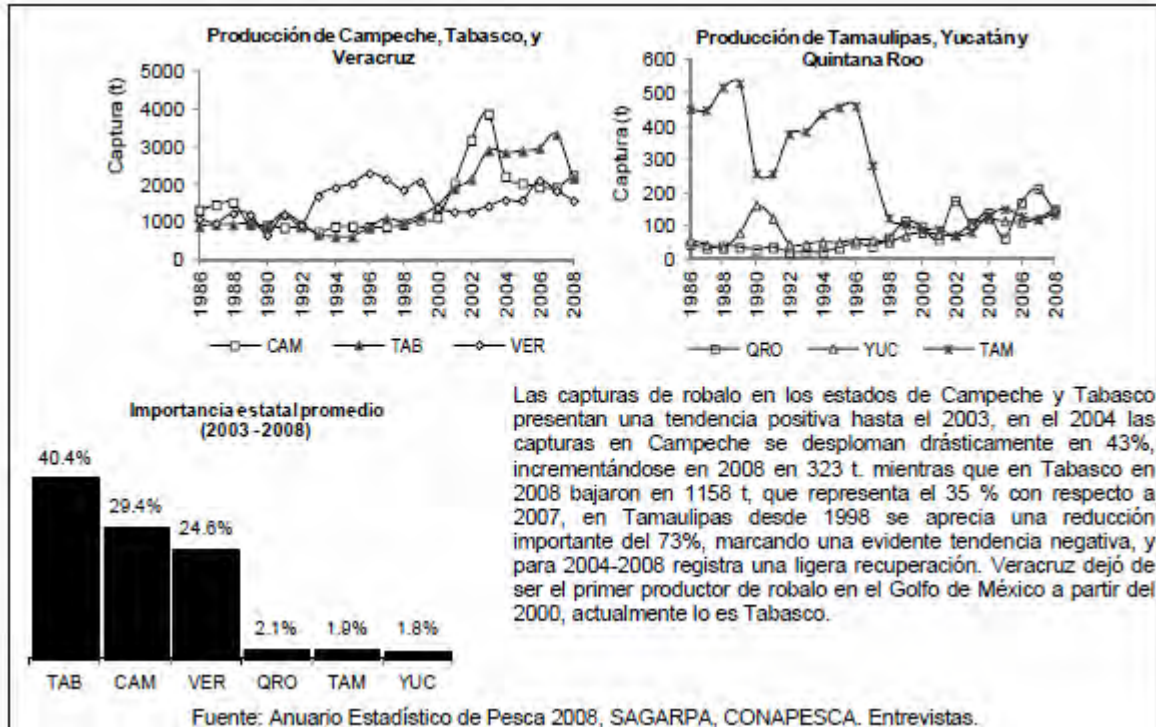 Producción de Campeche, Tabasco, y
Veracruz
Captura (t)
5000
4000
3000
2000
1000
0
1986
1988
1990
1992
1994
1996
1998
2000
2002
2004
2006
2008
CAM TAB VER
Producción de Tamaulipas, Yucatán y
Quintana Roo
Captura (t)
600
500
400
300
200
100
0
1986
1988
1990
1992
1994
1996
1998
2000
2002
2004
2006
2008
QRO YUC TAM
Importancia estatal promedio
(2003 -2008)
40.4%
29.4%
24.6%
2.1%
1.9%
1.8%
TAB CAM VER QRO TAM YUC
Las capturas de robalo en los estados de Campeche y Tabasco
presentan una tendencia positiva hasta el 2003, en el 2004 las
capturas en Campeche se desploman drásticamente en 43%,
incrementándose en 2008 en 323 t. mientras que en Tabasco en
2008 bajaron en 1158 t, que representa el 35 % con respecto a
2007, en Tamaulipas desde 1998 se aprecia una reducción
importante del 73%, marcando una evidente tendencia negativa, y
para 2004-2008 registra una ligera recuperación. Veracruz dejó de
ser el primer productor de robalo en el Golfo de México a partir del
2000, actualmente lo es Tabasco.
Fuente: Anuario Estadístico de Pesca 2008, SAGARPA, CONAPESCA. Entrevistas.